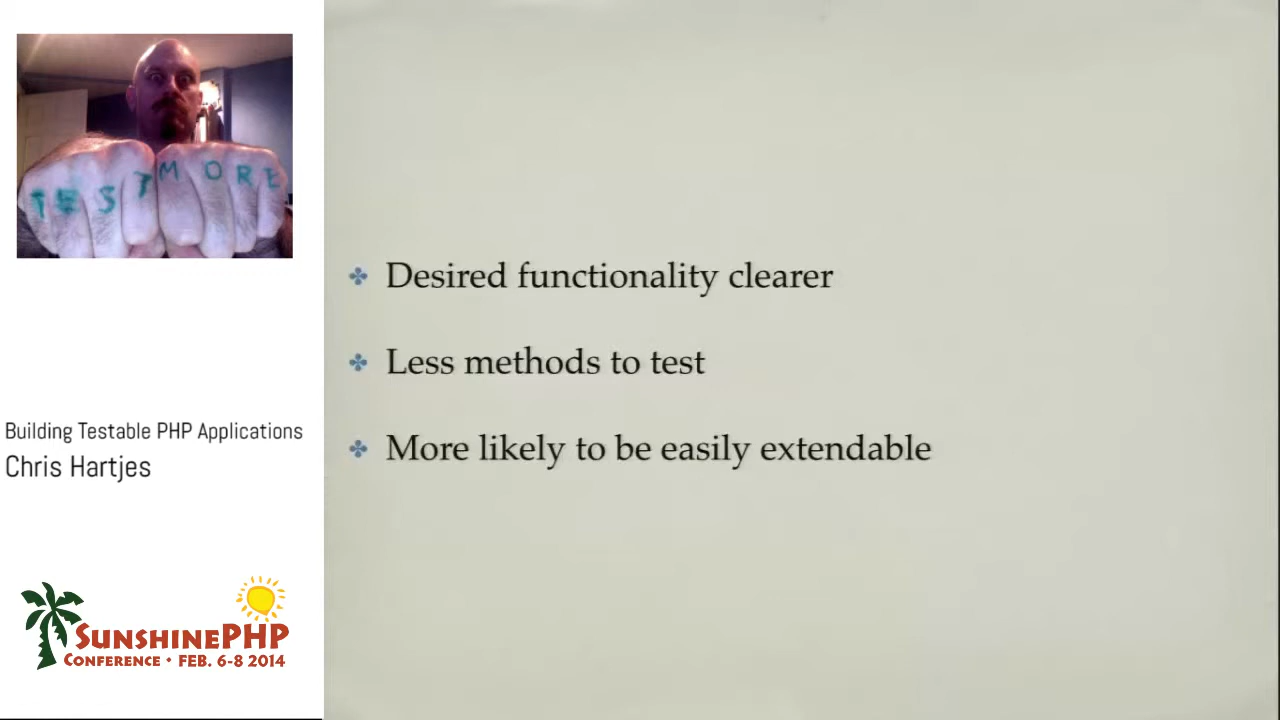 TEST MORE
Desired functionality clearer
Less methods to test
More likely to be easily extendable
Building Testable PHP Applications
Chris Hartjes
SUNSHINEPHP
CONFERENCE • FEB. 6-8 2014